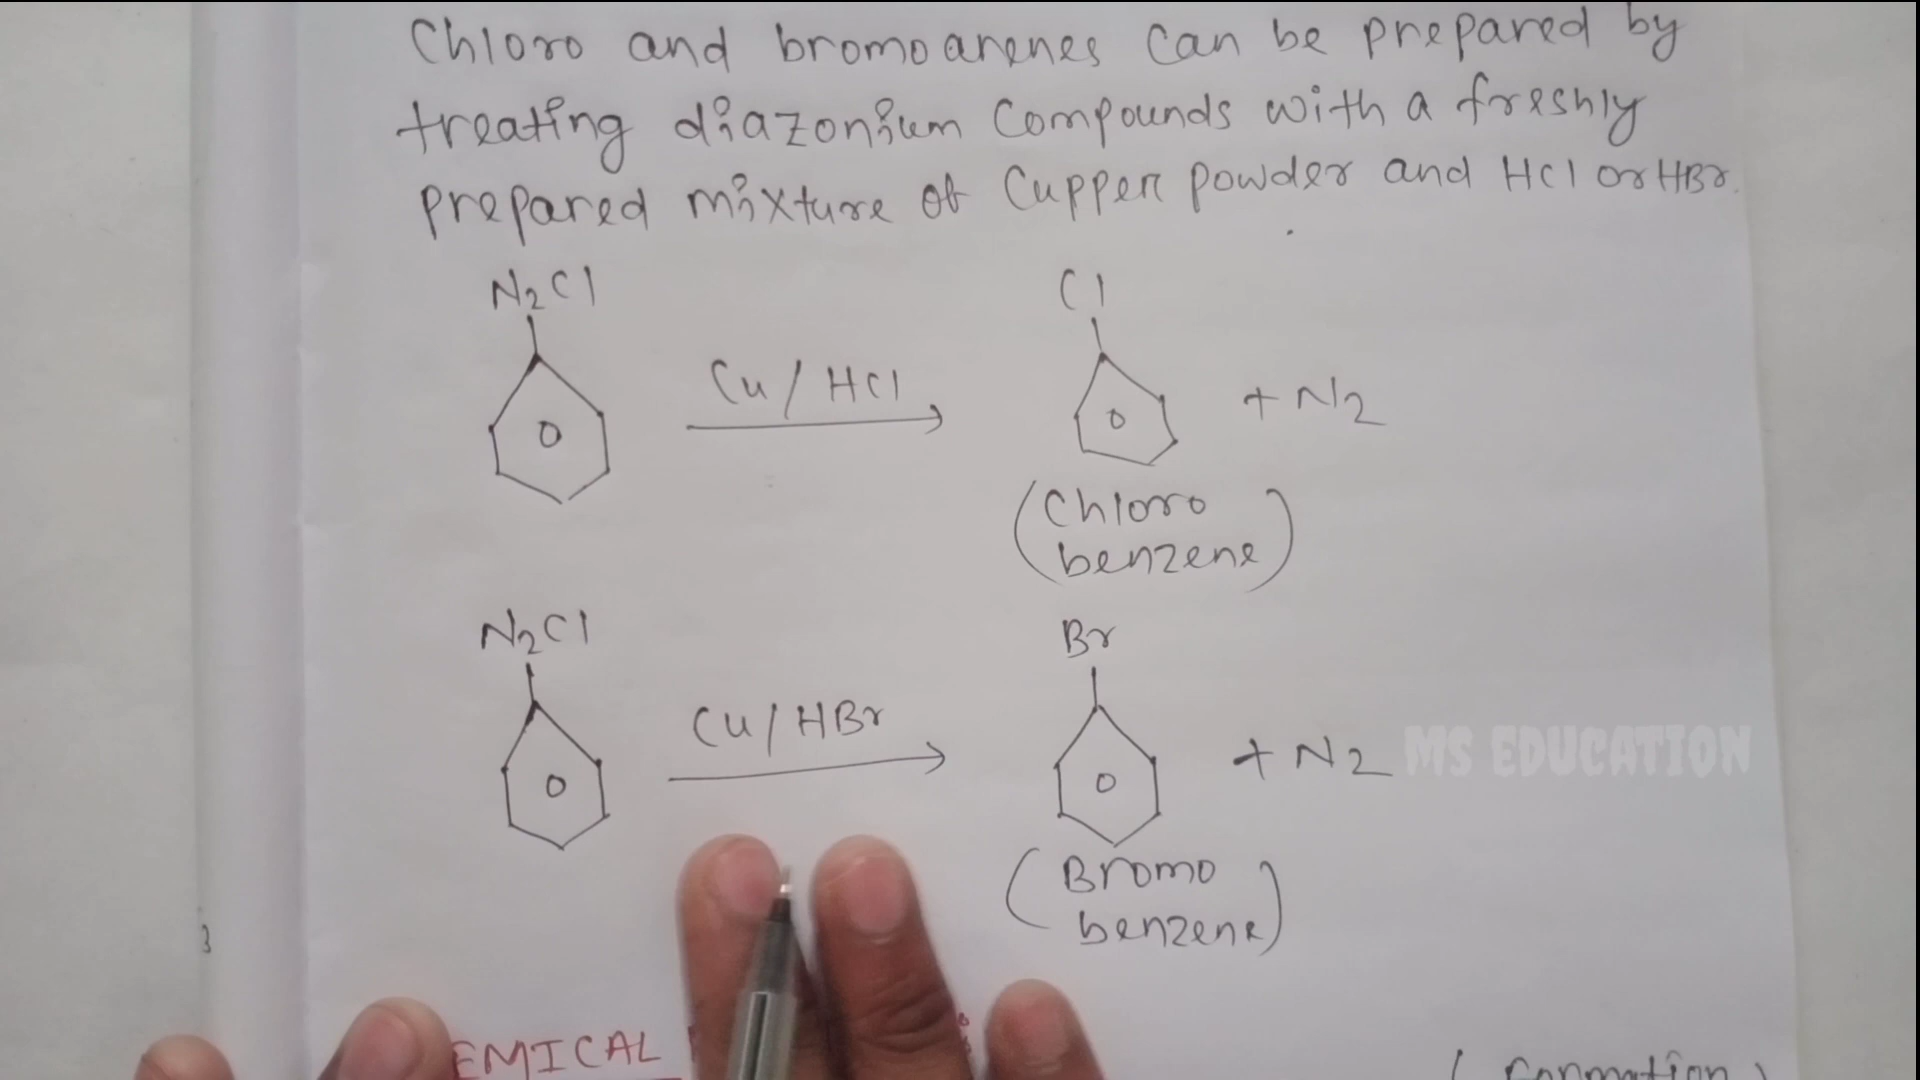 Chloro and bromoarenes can be prepared by
treating diazonium compounds with a freshly
prepared mixture of Cupper powder and HCl or HBr.
N2Cl
Cu/HCl
Cl
+ N2
(Chloro
benzene)
N2Cl
Cu/HBr
Br
+ N2
MS EDUCATION
(Bromo
benzene)
3
EMICAL